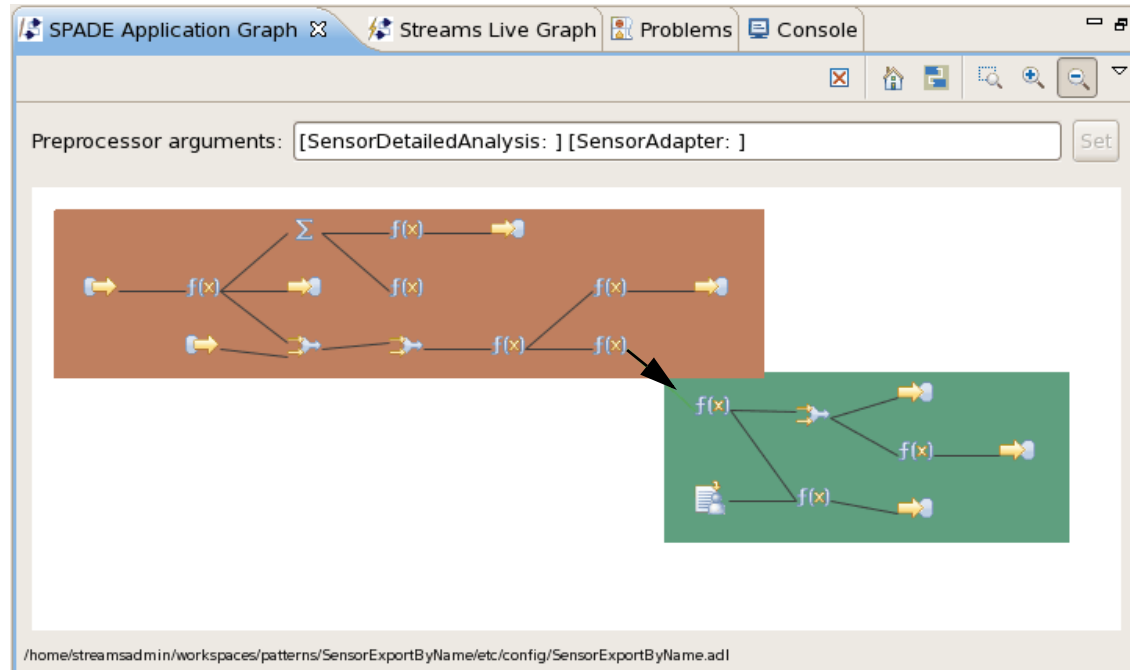 SPADE Application Graph Streams Live Graph Problems Console
Preprocessor arguments: [SensorDetailedAnalysis: ] [SensorAdapter: ] Set
Σ f(x)
f(x) f(x) f(x)
f(x) f(x)
f(x)
f(x)
f(x)
/home/streamsadmin/workspaces/patterns/SensorExportByName/etc/config/SensorExportByName.adl